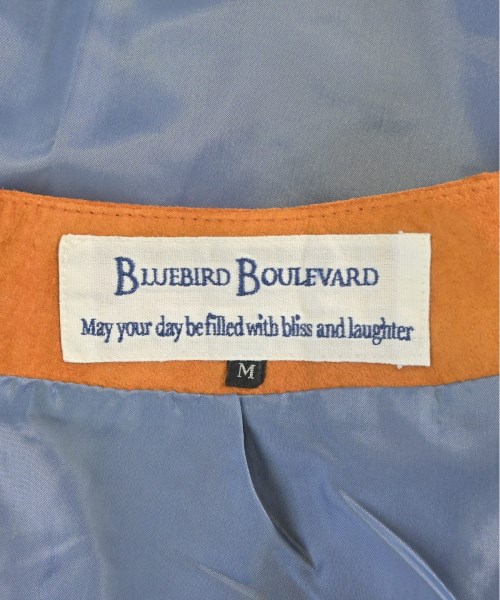 BLUEBIRD BOULEVARD
May your day be filled with bliss and laughter
M